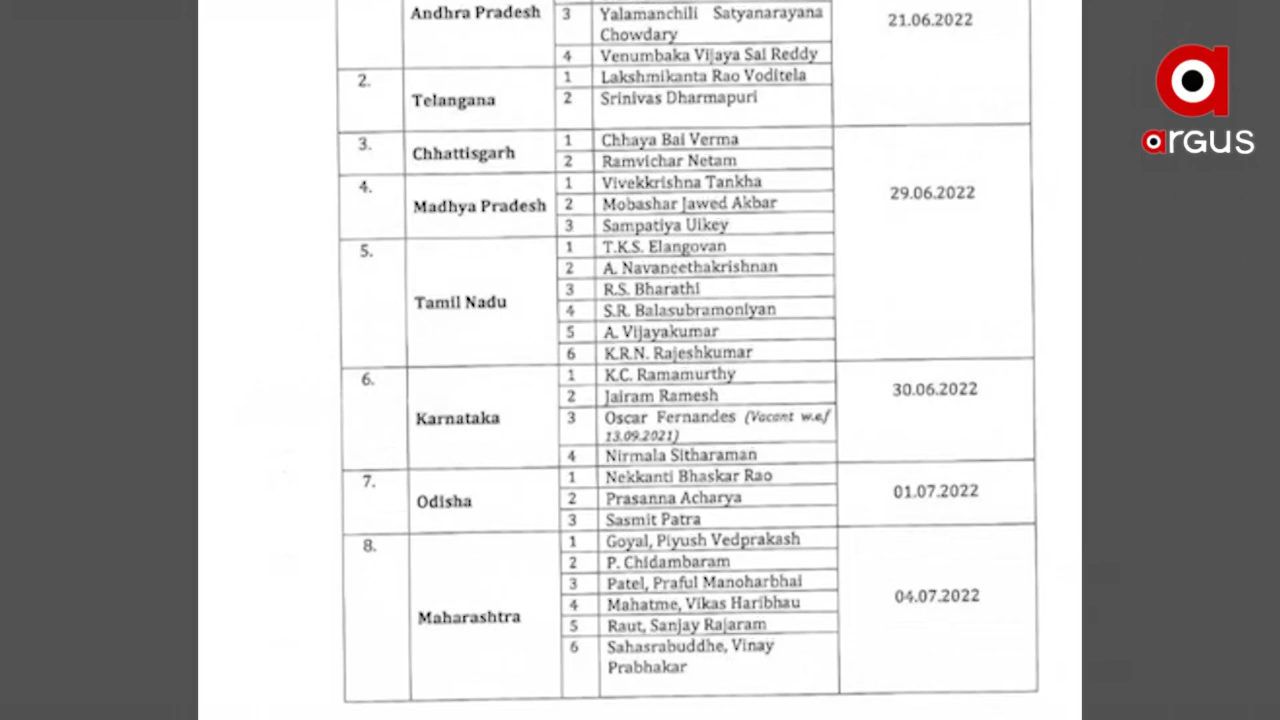 Andhra Pradesh
3 Yalamanchili Satyanarayana
Chowdary
21.06.2022
4 Venumbaka Vijaya Sai Reddy
2. Telangana
1 Lakshmikanta Rao Voditela
2 Srinivas Dharmapuri
3. Chhattisgarh
1 Chhaya Bai Verma
2 Ramvichar Netam
4. Madhya Pradesh
1 Vivekkrishna Tankha
2 Mobashar Jawed Akbar
3 Sampatiya Uikey
29.06.2022
5. Tamil Nadu
1 T.K.S. Elangovan
2 A. Navaneethakrishnan
3 R.S. Bharathi
4 S.R. Balasubramoniyan
5 A. Vijayakumar
6 K.R.N. Rajeshkumar
6. Karnataka
1 K.C. Ramamurthy
2 Jairam Ramesh
3 Oscar Fernandes (Vacant w.e.f
13.09.2021)
4 Nirmala Sitharaman
30.06.2022
7. Odisha
1 Nekkanti Bhaskar Rao
2 Prasanna Acharya
3 Sasmit Patra
01.07.2022
8. Maharashtra
1 Goyal, Piyush Vedprakash
2 P. Chidambaram
3 Patel, Praful Manoharbhai
4 Mahatme, Vikas Haribhau
5 Raut, Sanjay Rajaram
6 Sahasrabuddhe, Vinay
Prabhakar
04.07.2022
argus